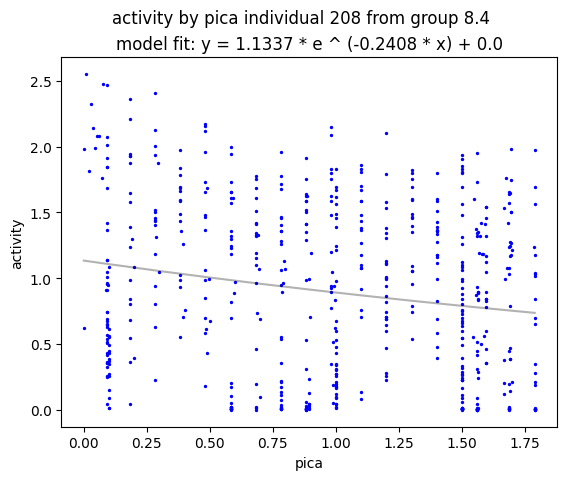 activity by pica individual 208 from group 8.4
model fit: y = 1.1337 * e ^ (-0.2408 * x) + 0.0
2.5
2.0
1.5
1.0
0.5
0.0
activity
0.00 0.25 0.50 0.75 1.00 1.25 1.50 1.75
pica